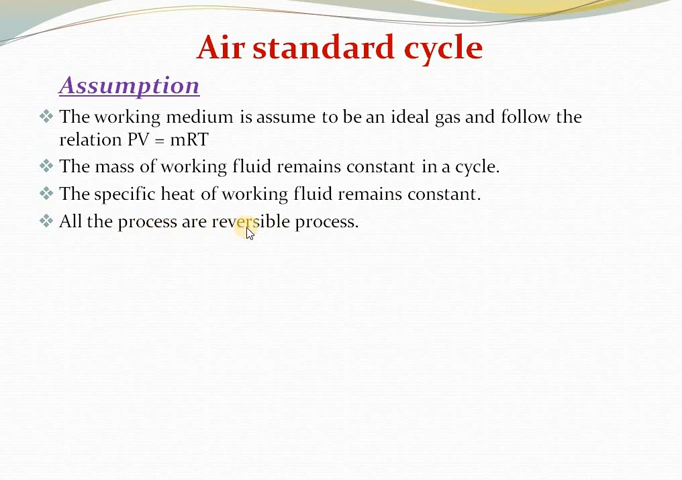 Air standard cycle
Assumption
❖ The working medium is assume to be an ideal gas and follow the
relation PV = mRT
❖ The mass of working fluid remains constant in a cycle.
❖ The specific heat of working fluid remains constant.
❖ All the process are reversible process.